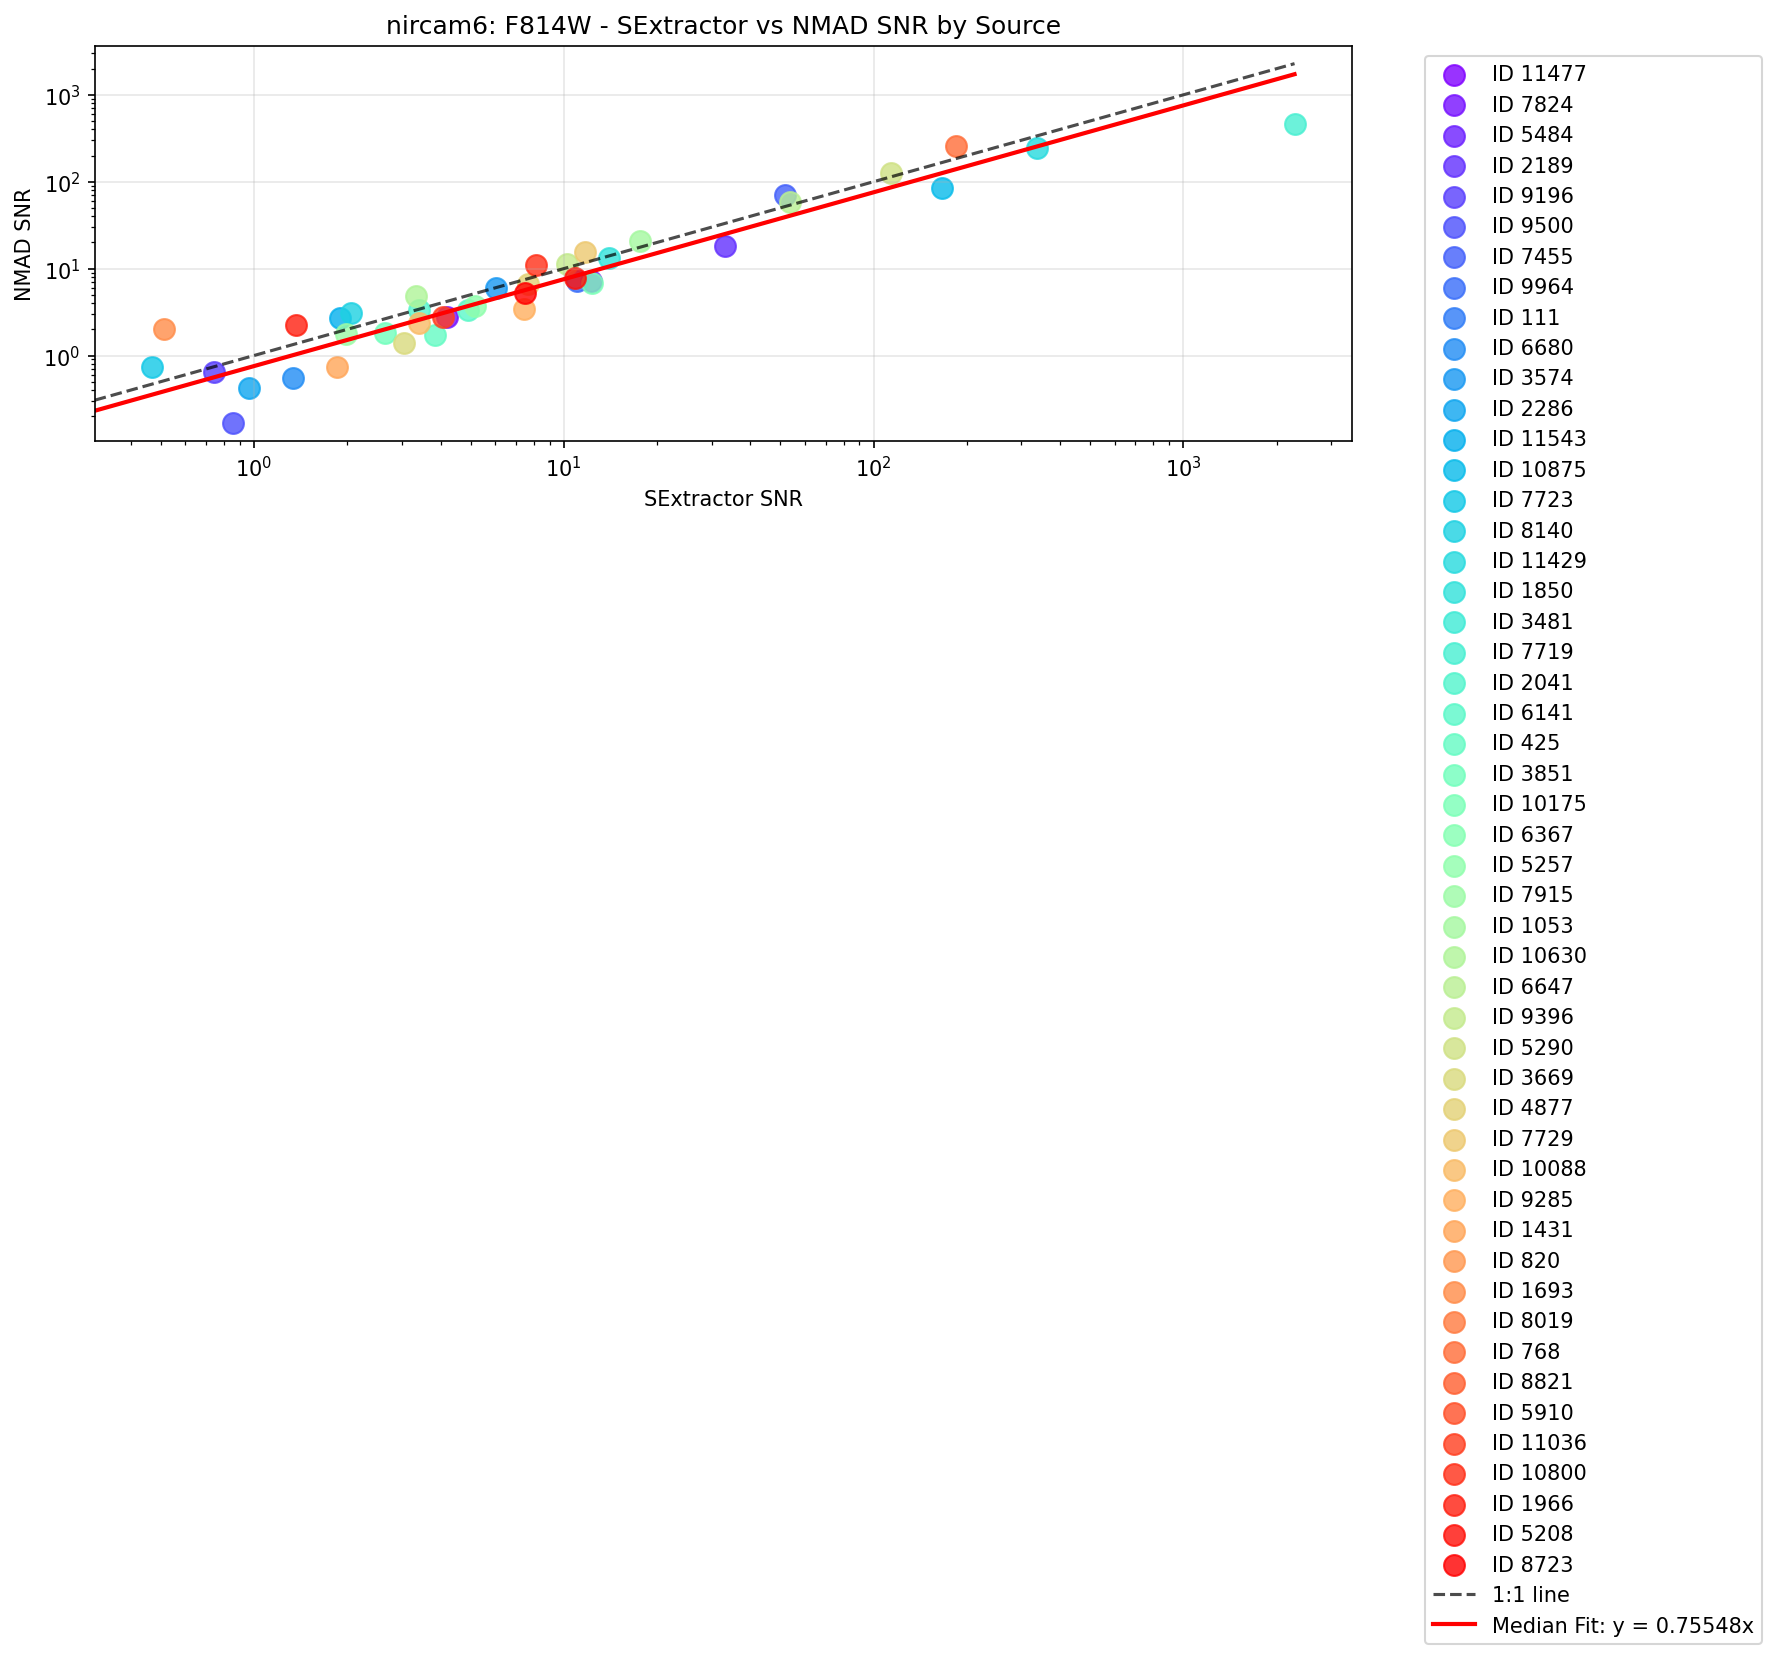 nircam6: F814W - SExtractor vs NMAD SNR by Source
NMAD SNR
10³
10²
10¹
10⁰
10⁰ 10¹ 10² 10³
SExtractor SNR
ID 11477
ID 7824
ID 5484
ID 2189
ID 9196
ID 9500
ID 7455
ID 9964
ID 111
ID 6680
ID 3574
ID 2286
ID 11543
ID 10875
ID 7723
ID 8140
ID 11429
ID 1850
ID 3481
ID 7719
ID 2041
ID 6141
ID 425
ID 3851
ID 10175
ID 6367
ID 5257
ID 7915
ID 1053
ID 10630
ID 6647
ID 9396
ID 5290
ID 3669
ID 4877
ID 7729
ID 10088
ID 9285
ID 1431
ID 820
ID 1693
ID 8019
ID 768
ID 8821
ID 5910
ID 11036
ID 10800
ID 1966
ID 5208
ID 8723
1:1 line
Median Fit: y = 0.75548x